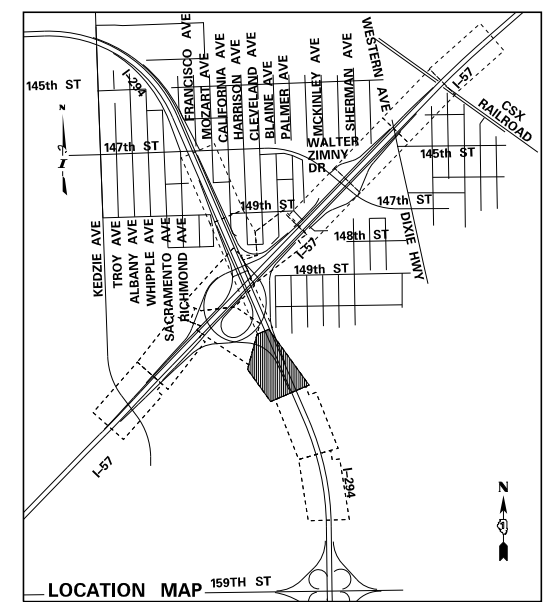 FRANCISCO AVE
MOZART AVE
CALIFORNIA AVE
HARRISON AVE
CLEVELAND AVE
BLAINE AVE
PALMER AVE
MCKINLEY AVE
SHERMAN AVE
WESTERN AVE
I-57
CSX
RAILROAD
145th ST
I-294
N
147th ST
WALTER
ZIMNY
DR
145th ST
147th ST
149th ST
148th ST
DIXIE HWY
I-57
149th ST
KEDZIE AVE
TROY AVE
ALBANY AVE
WHIPPLE AVE
SACRAMENTO AVE
RICHMOND AVE
I-57
I-294
N
LOCATION MAP
159TH ST